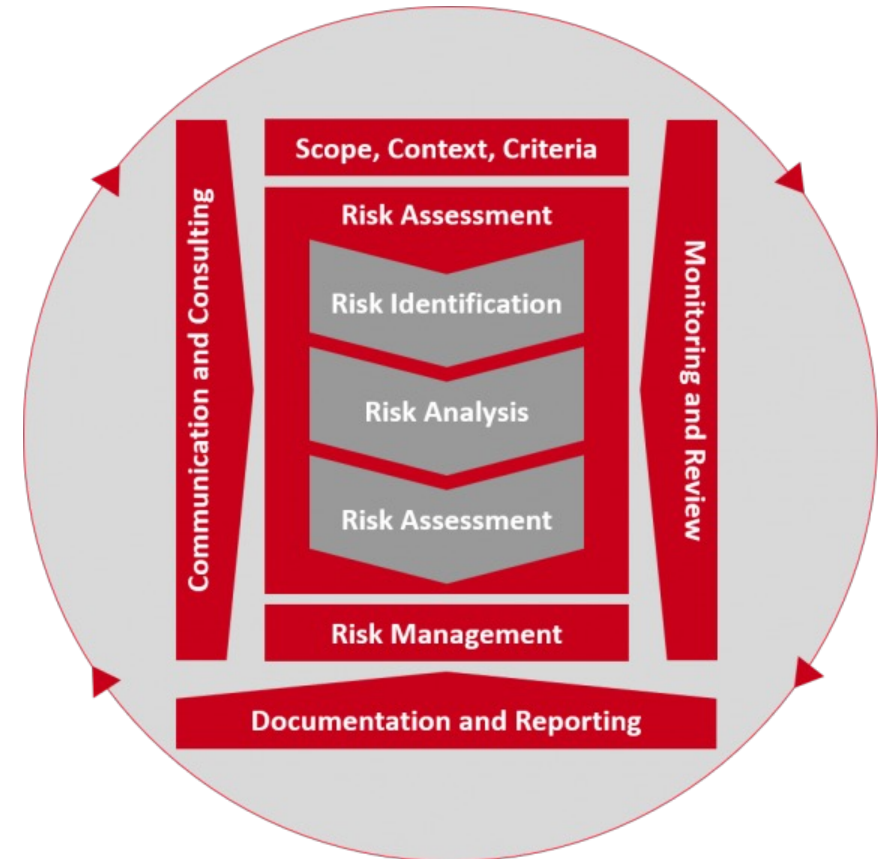 Scope, Context, Criteria
Communication and Consulting
Risk Assessment
Risk Identification
Risk Analysis
Risk Assessment
Monitoring and Review
Risk Management
Documentation and Reporting